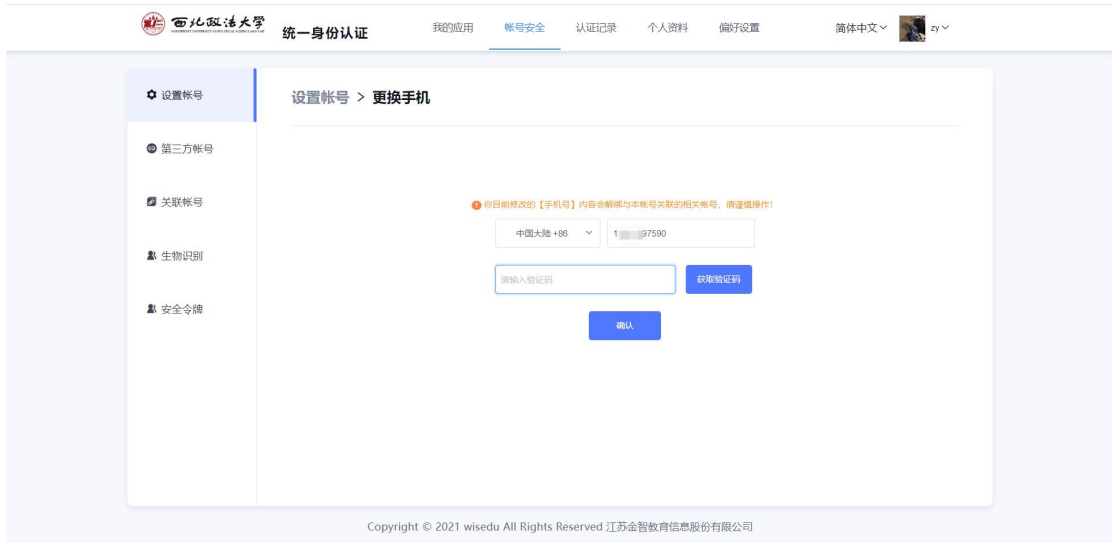 西北政法大学
统一身份认证
我的应用 帐号安全 认证记录 个人资料 偏好设置 简体中文 zy
设置帐号
设置帐号 > 更换手机
第三方帐号
关联帐号
生物识别
安全令牌
你目前修改的【手机号】内容会解绑与本帐号关联的相关帐号，请谨慎操作！
中国大陆 +86 1 97590
请输入验证码 获取验证码
确认
Copyright © 2021 wisedu All Rights Reserved 江苏金智教育信息股份有限公司